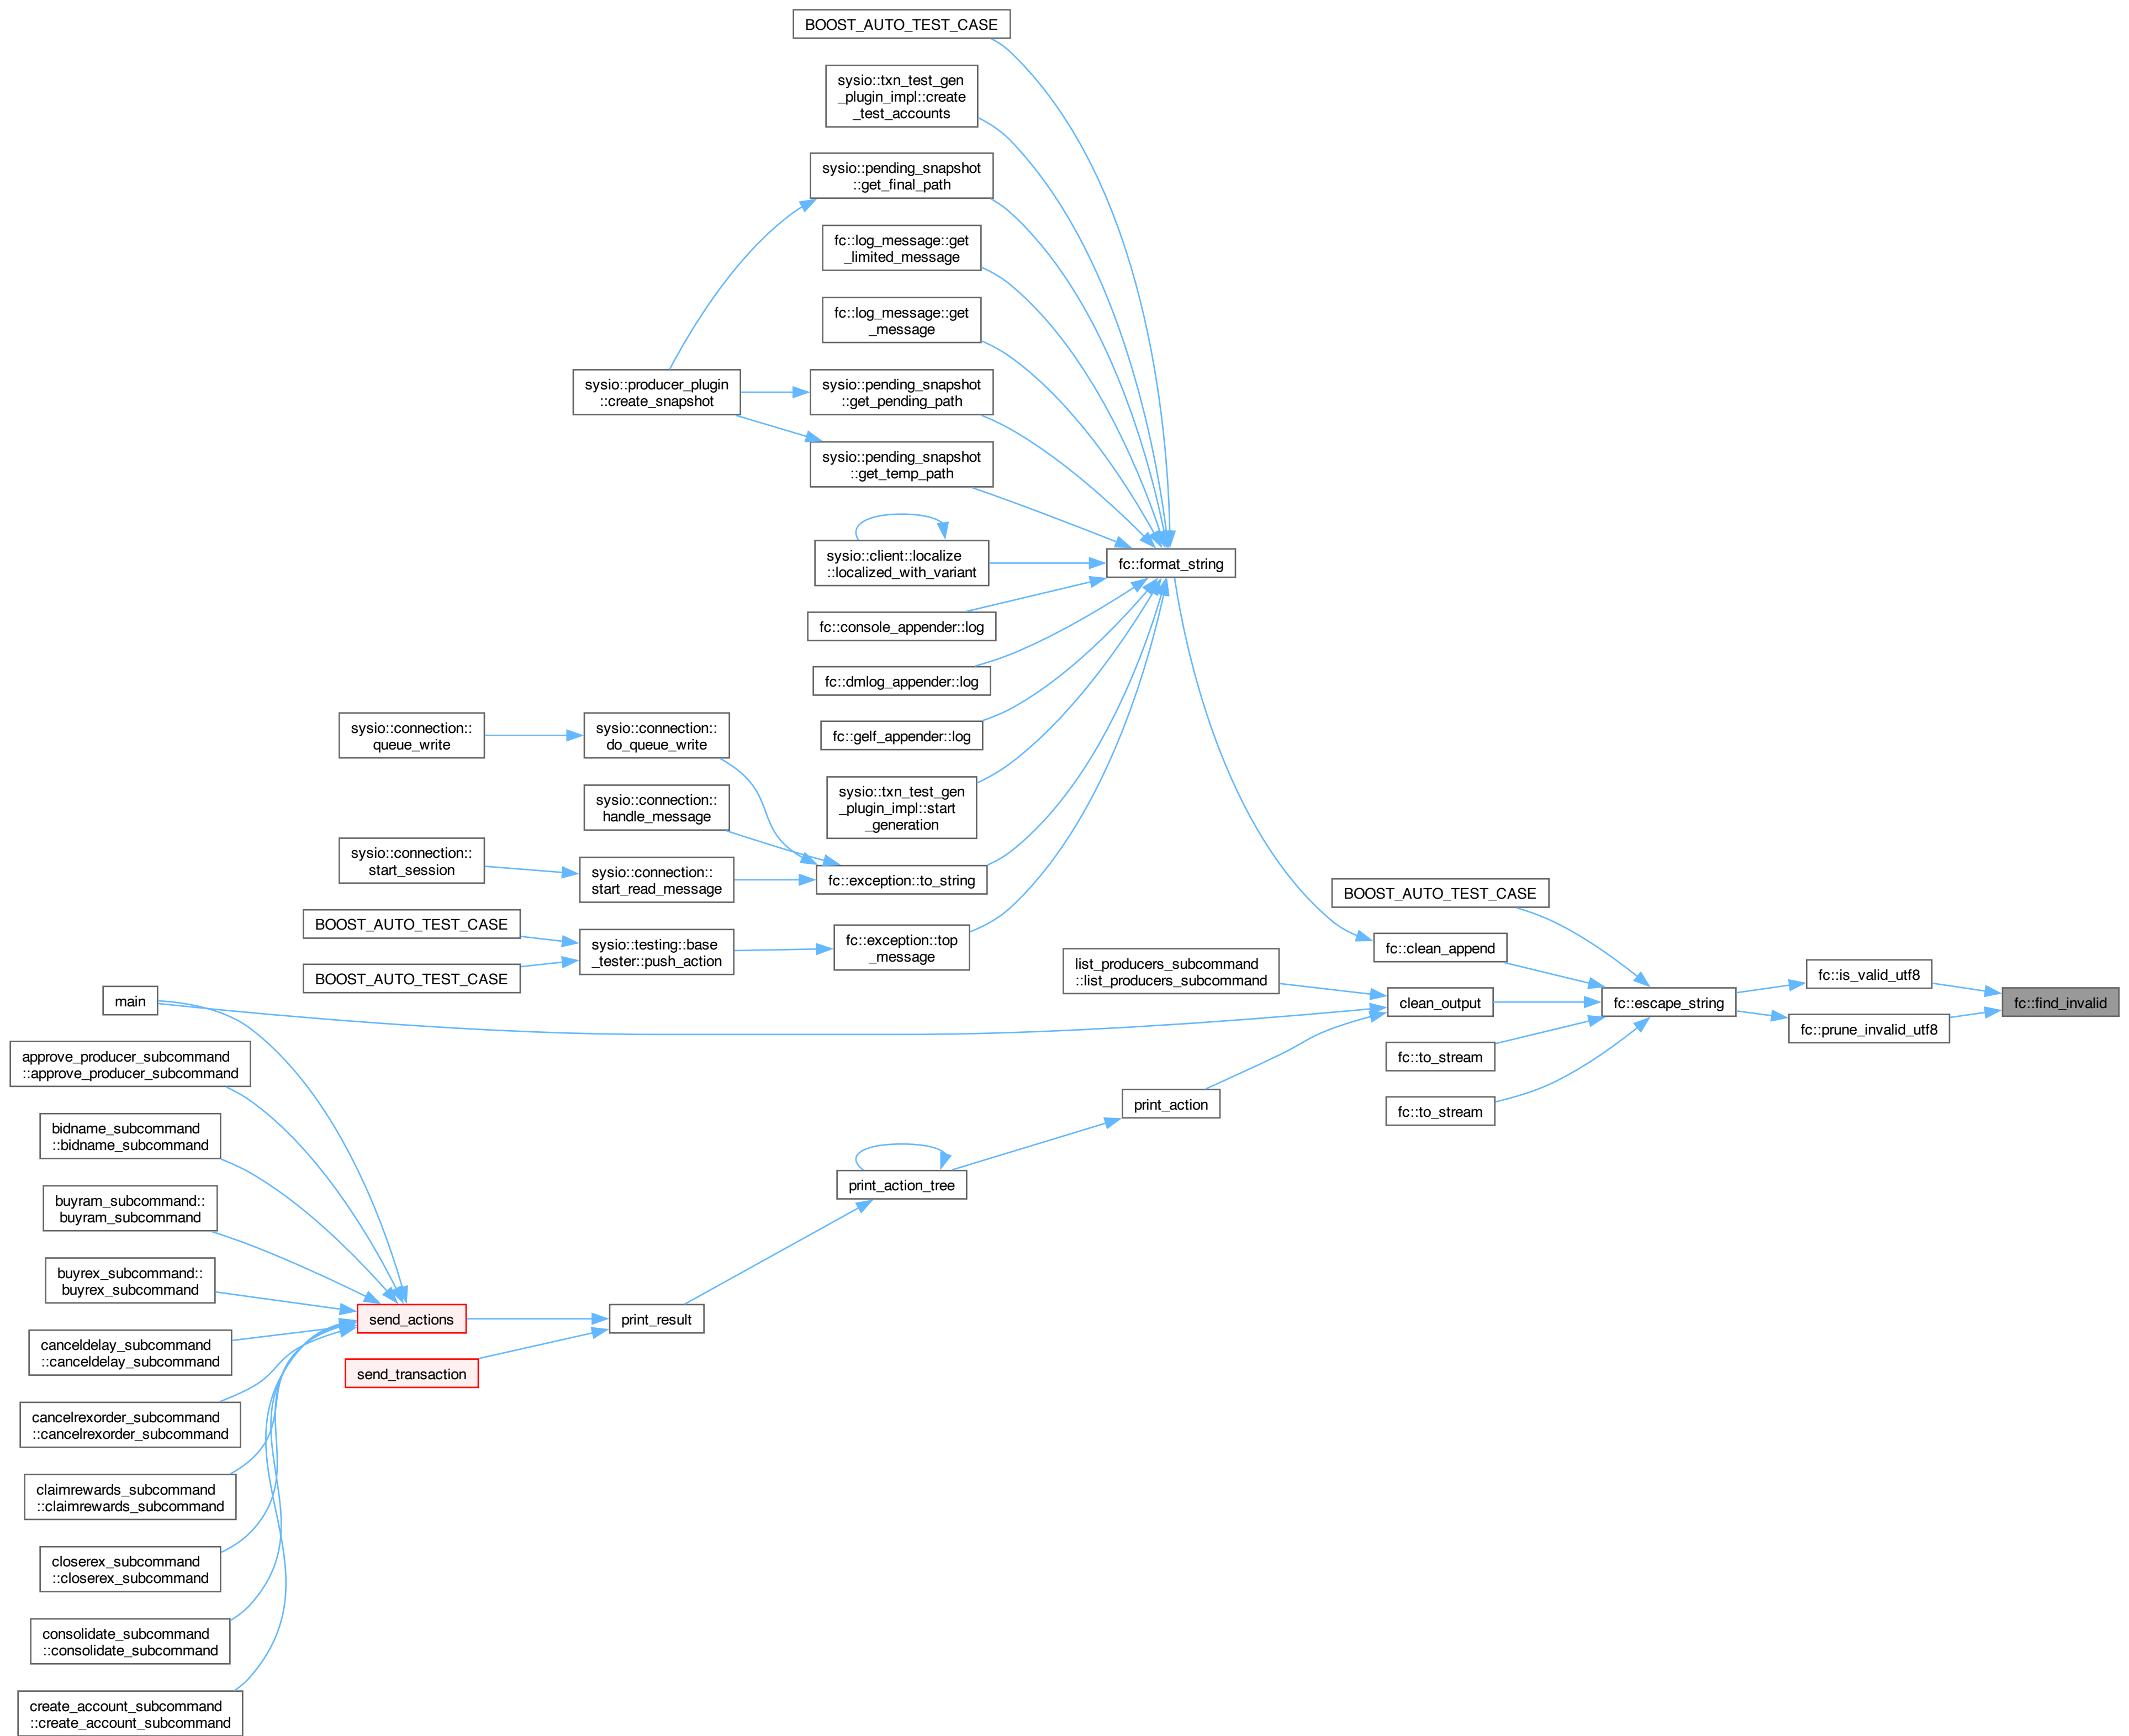 BOOST_AUTO_TEST_CASE
sysio::txn_test_gen
_plugin_impl::create
_test_accounts
sysio::pending_snapshot
::get_final_path
fc::log_message::get
_limited_message
fc::log_message::get
_message
sysio::producer_plugin
::create_snapshot
sysio::pending_snapshot
::get_pending_path
sysio::pending_snapshot
::get_temp_path
sysio::client::localize
::localized_with_variant
fc::format_string
fc::console_appender::log
fc::dmlog_appender::log
fc::gelf_appender::log
sysio::connection::
queue_write
sysio::connection::
do_queue_write
sysio::txn_test_gen
_plugin_impl::start
_generation
sysio::connection::
handle_message
sysio::connection::
start_session
sysio::connection::
start_read_message
fc::exception::to_string
BOOST_AUTO_TEST_CASE
BOOST_AUTO_TEST_CASE
BOOST_AUTO_TEST_CASE
sysio::testing::base
_tester::push_action
fc::exception::top
_message
fc::clean_append
list_producers_subcommand
::list_producers_subcommand
main
clean_output
fc::escape_string
fc::is_valid_utf8
fc::find_invalid
fc::prune_invalid_utf8
fc::to_stream
fc::to_stream
approve_producer_subcommand
::approve_producer_subcommand
print_action
bidname_subcommand
::bidname_subcommand
print_action_tree
buyram_subcommand::
buyram_subcommand
buyrex_subcommand::
buyrex_subcommand
send_actions
print_result
canceldelay_subcommand
::canceldelay_subcommand
send_transaction
cancelrexorder_subcommand
::cancelrexorder_subcommand
claimrewards_subcommand
::claimrewards_subcommand
closerex_subcommand
::closerex_subcommand
consolidate_subcommand
::consolidate_subcommand
create_account_subcommand
::create_account_subcommand